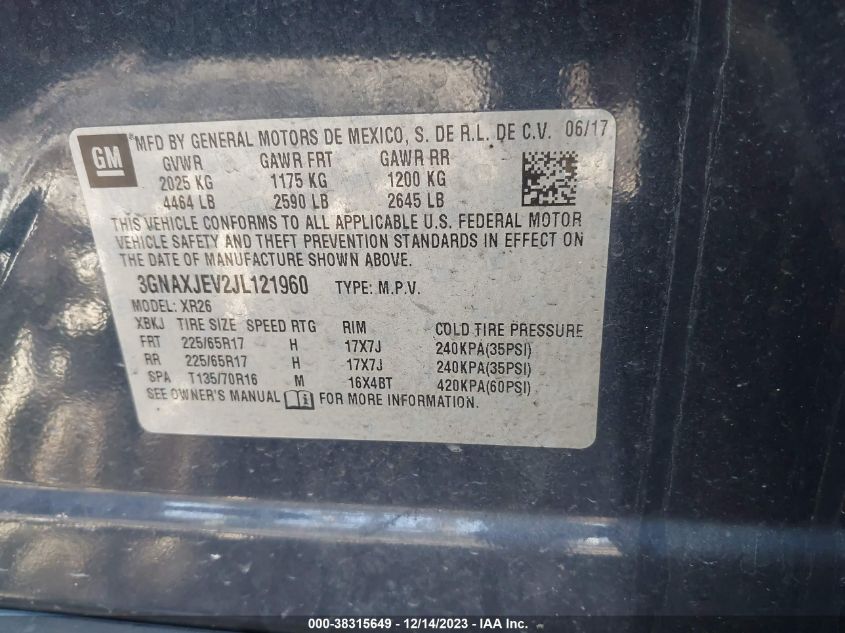 GM
*MFD BY GENERAL MOTORS DE MEXICO, S. DE R.L. DE C.V. 06/17
GVWR GAWR FRT GAWR RR
2025 KG 1175 KG 1200 KG
4464 LB 2590 LB 2645 LB
THIS VEHICLE CONFORMS TO ALL APPLICABLE U.S. FEDERAL MOTOR
VEHICLE SAFETY AND THEFT PREVENTION STANDARDS IN EFFECT ON
THE DATE OF MANUFACTURE SHOWN ABOVE.
3GNAXJEV2JL121960 TYPE: M.P.V.
MODEL: XR26
XBKJ TIRE SIZE SPEED RTG RIM COLD TIRE PRESSURE
FRT 225/65R17 H 17X7J 240KPA(35PSI)
RR 225/65R17 H 17X7J 240KPA(35PSI)
SPA T135/70R16 M 16X4BT 420KPA(60PSI)
SEE OWNER'S MANUAL FOR MORE INFORMATION.
000-38315649 - 12/14/2023 - IAAI.com